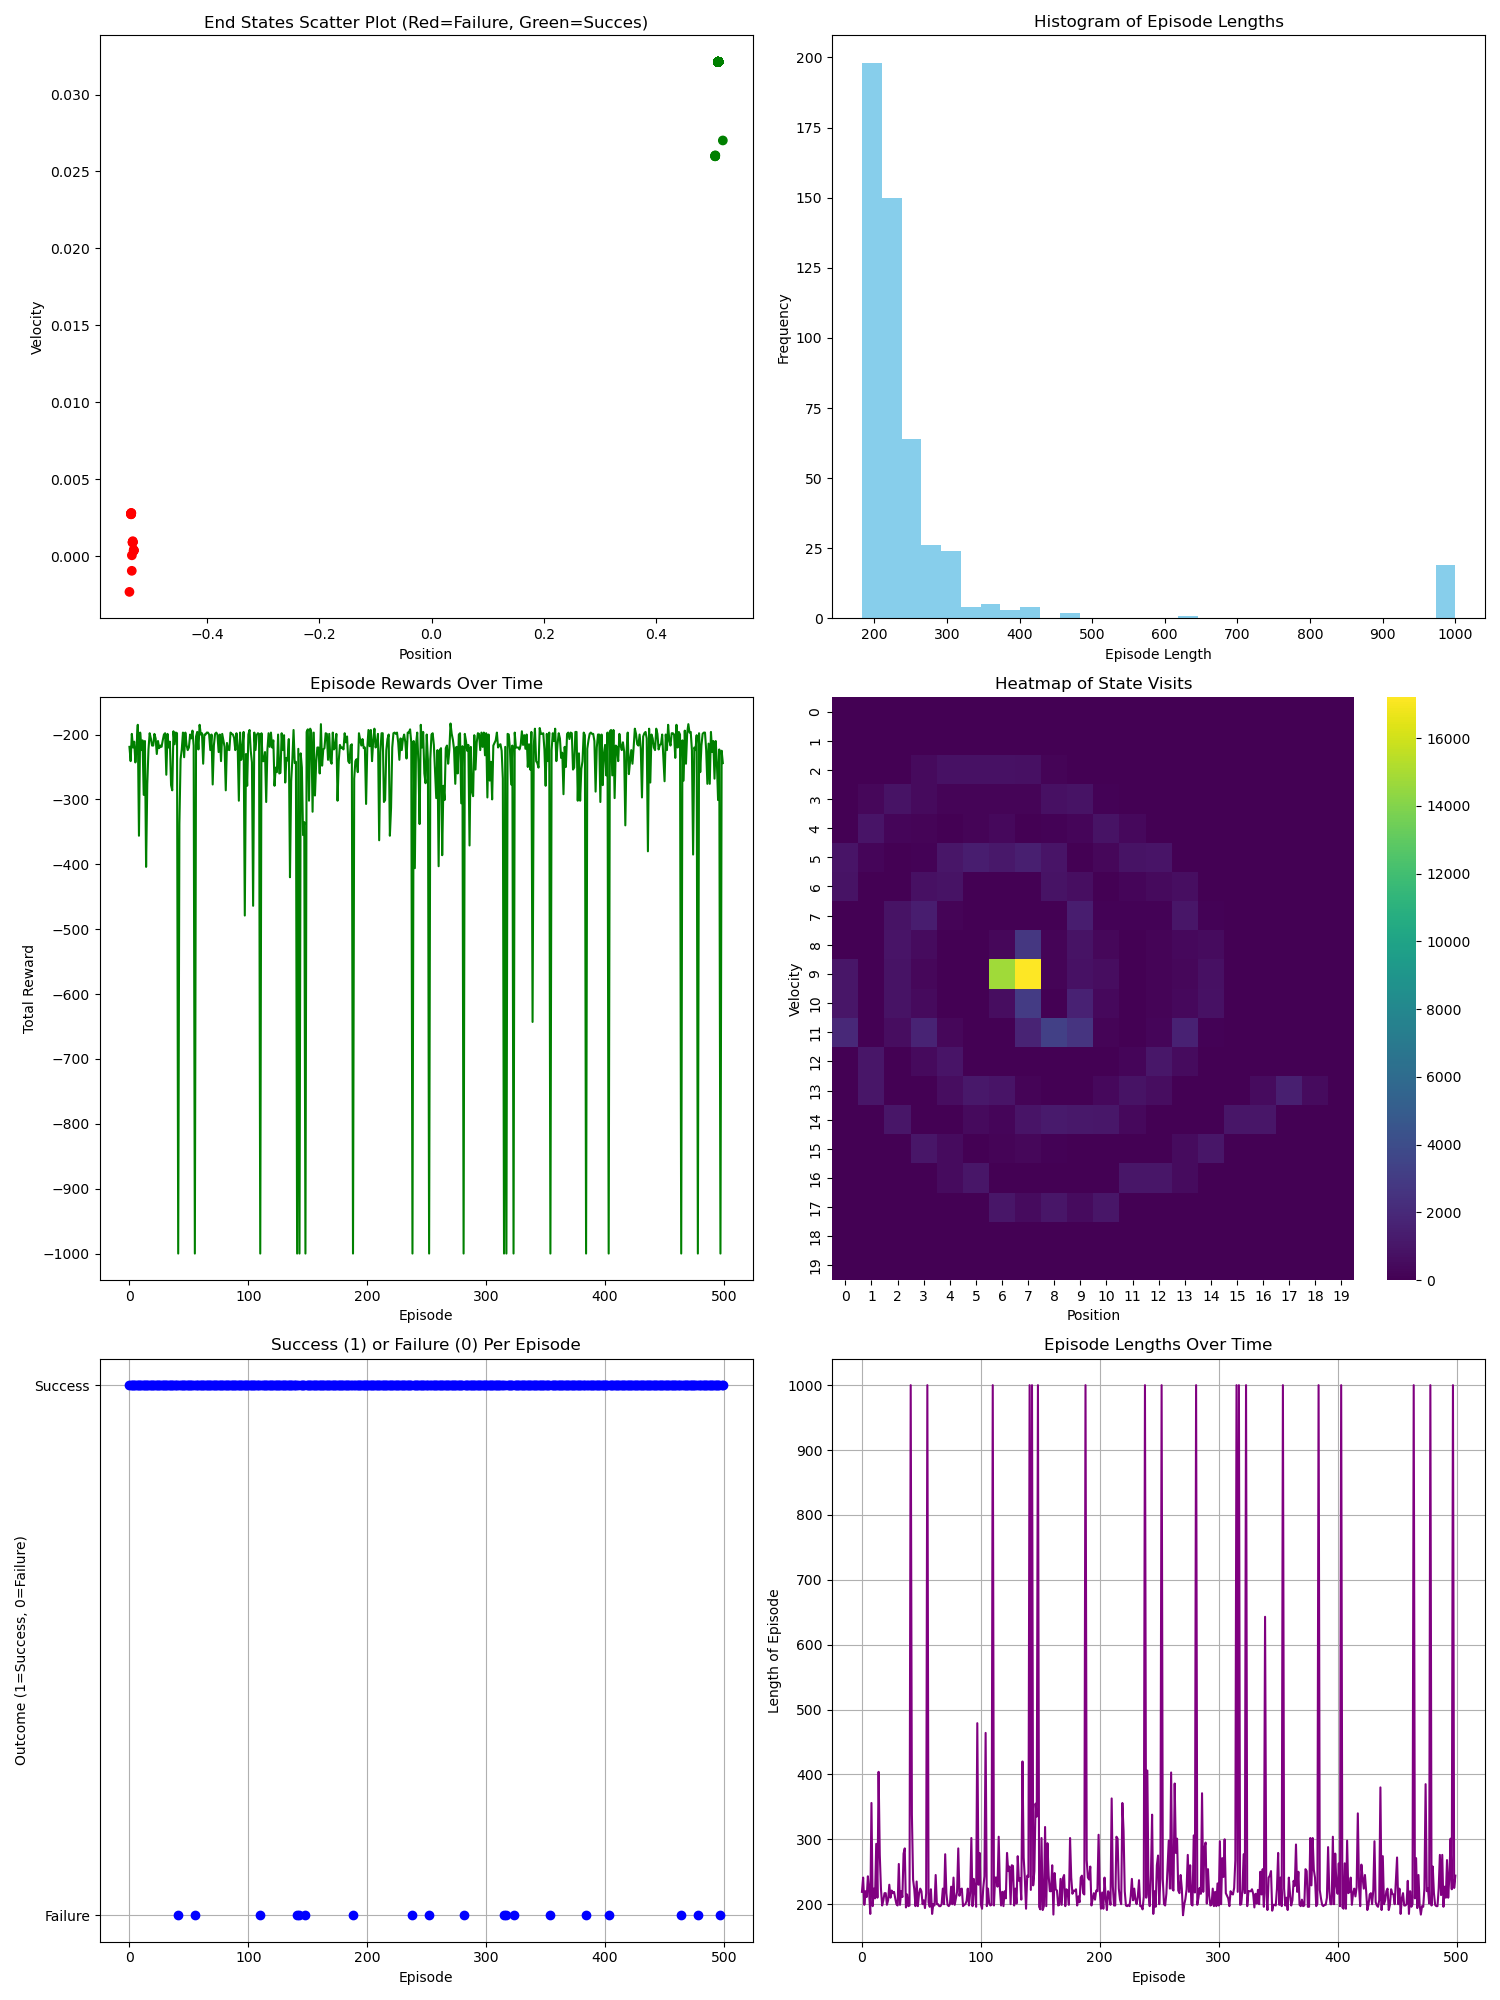 End States Scatter Plot (Red=Failure, Green=Succes)
0.030
0.025
0.020
0.015
0.010
0.005
0.000
Velocity
−0.4 −0.2 0.0 0.2 0.4
Position
Histogram of Episode Lengths
200
175
150
125
100
75
50
25
0
Frequency
200 300 400 500 600 700 800 900 1000
Episode Length
Episode Rewards Over Time
−200
−300
−400
−500
−600
−700
−800
−900
−1000
Total Reward
0 100 200 300 400 500
Episode
Heatmap of State Visits
0
1
2
3
4
5
6
7
8
9
10
11
12
13
14
15
16
17
18
19
Velocity
0 1 2 3 4 5 6 7 8 9 10 11 12 13 14 15 16 17 18 19
Position
16000
14000
12000
10000
8000
6000
4000
2000
0
Success (1) or Failure (0) Per Episode
Success
Failure
Outcome (1=Success, 0=Failure)
0 100 200 300 400 500
Episode
Episode Lengths Over Time
1000
900
800
700
600
500
400
300
200
Length of Episode
0 100 200 300 400 500
Episode